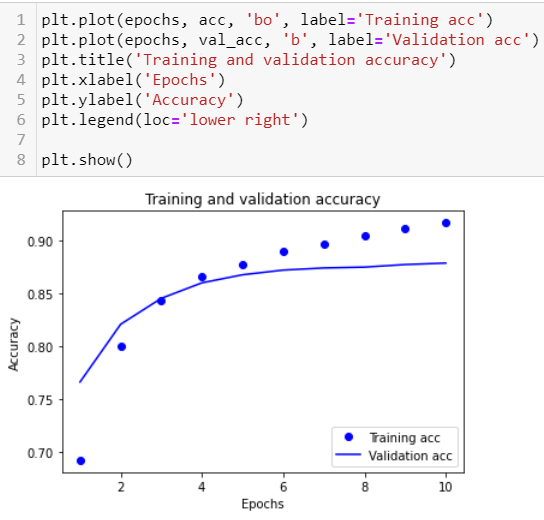 1 plt.plot(epochs, acc, 'bo', label='Training acc')
2 plt.plot(epochs, val_acc, 'b', label='Validation acc')
3 plt.title('Training and validation accuracy')
4 plt.xlabel('Epochs')
5 plt.ylabel('Accuracy')
6 plt.legend(loc='lower right')
7
8 plt.show()
Training and validation accuracy
Accuracy
0.90
0.85
0.80
0.75
0.70
Training acc
Validation acc
2 4 6 8 10
Epochs